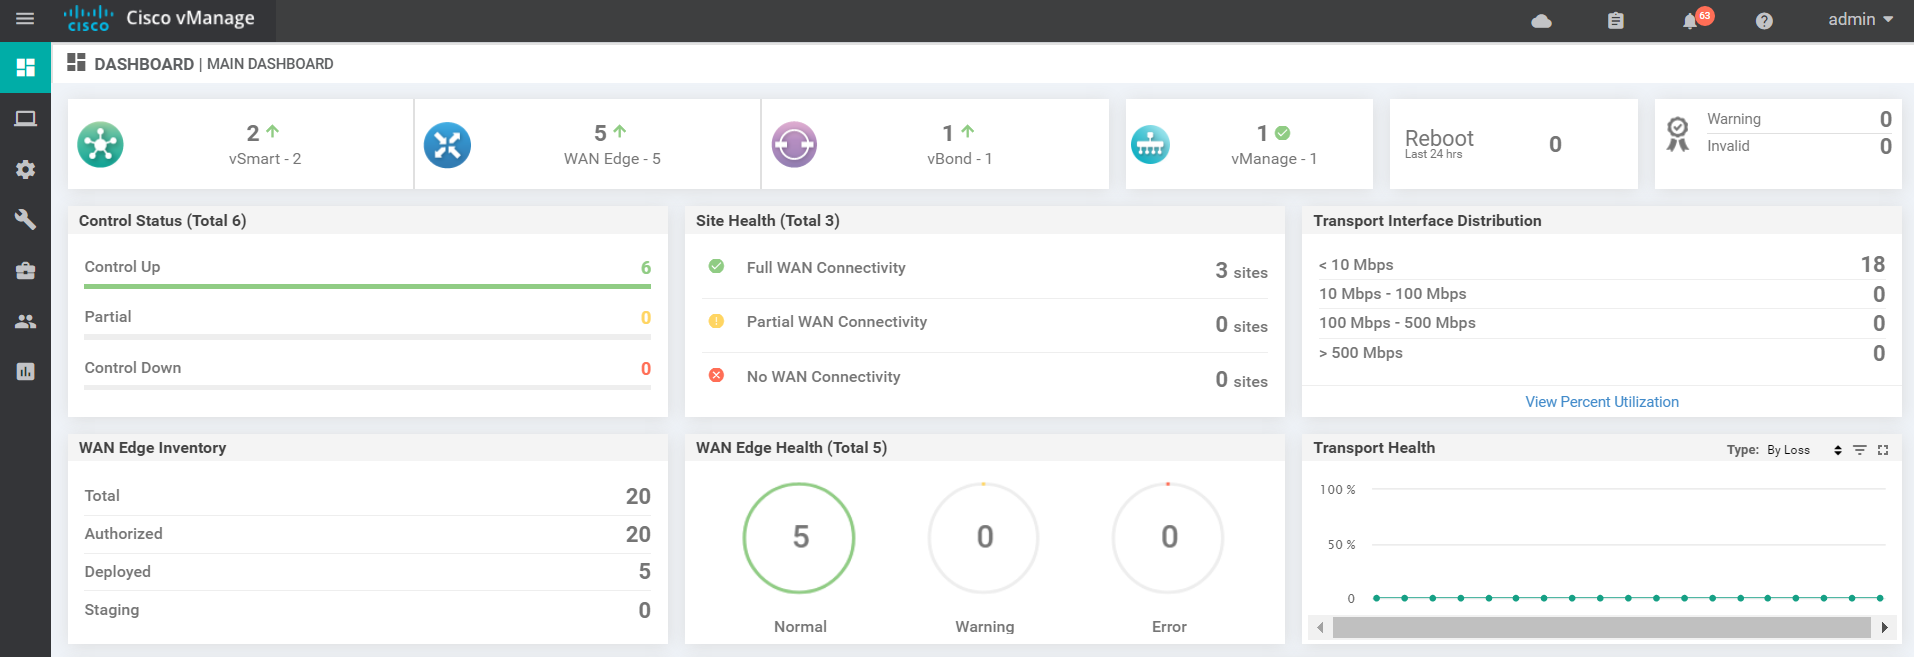 cisco Cisco vManage 63 ? admin
DASHBOARD | MAIN DASHBOARD
2
vSmart - 2
5
WAN Edge - 5
1
vBond - 1
1
vManage - 1
Reboot
Last 24 hrs
0
Warning 0
Invalid 0
Control Status (Total 6)
Control Up 6
Partial 0
Control Down 0
Site Health (Total 3)
Full WAN Connectivity 3 sites
Partial WAN Connectivity 0 sites
No WAN Connectivity 0 sites
Transport Interface Distribution
< 10 Mbps 18
10 Mbps - 100 Mbps 0
100 Mbps - 500 Mbps 0
> 500 Mbps 0
View Percent Utilization
WAN Edge Inventory
Total 20
Authorized 20
Deployed 5
Staging 0
WAN Edge Health (Total 5)
5 0 0
Normal Warning Error
Transport Health Type: By Loss
100 %
50 %
0